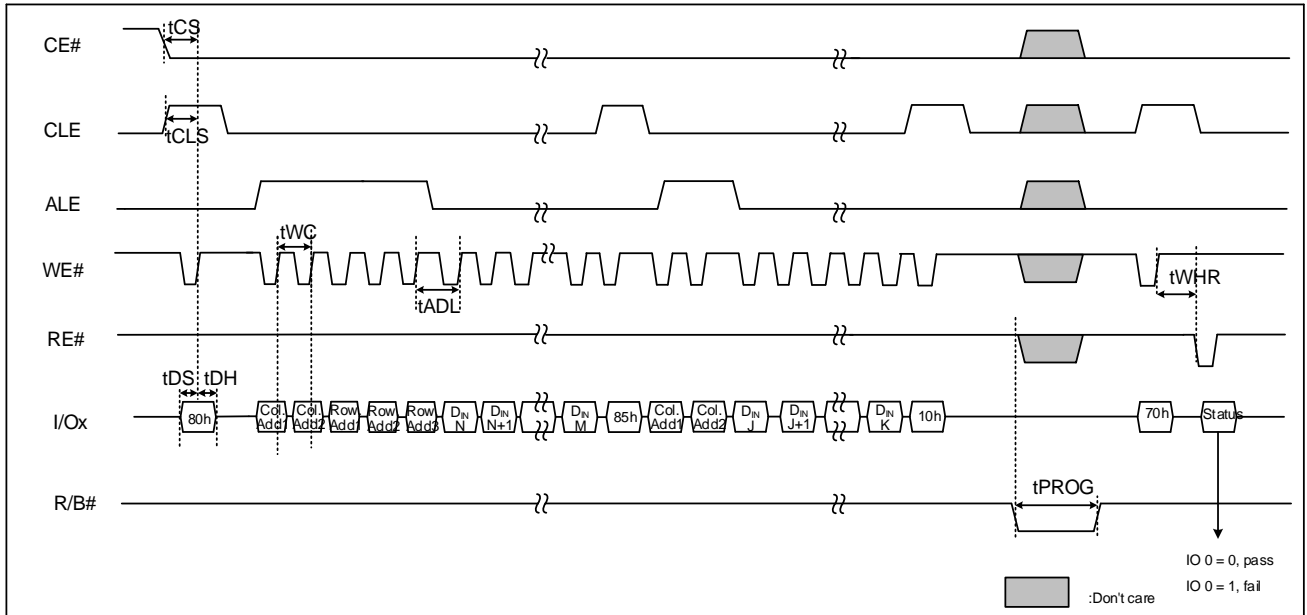 tCS
CE#
CLE
tCLS
ALE
tWC
WE#
tADL
tWHR
RE#
tDS tDH
I/Ox
80h
Col. Add1
Col. Add2
Row Add1
Row Add2
Row Add3
DIN N
DIN N+1
DIN M
85h
Col. Add1
Col. Add2
DIN J
DIN J+1
DIN K
10h
70h
Status
R/B#
tPROG
IO 0 = 0, pass
IO 0 = 1, fail
:Don't care